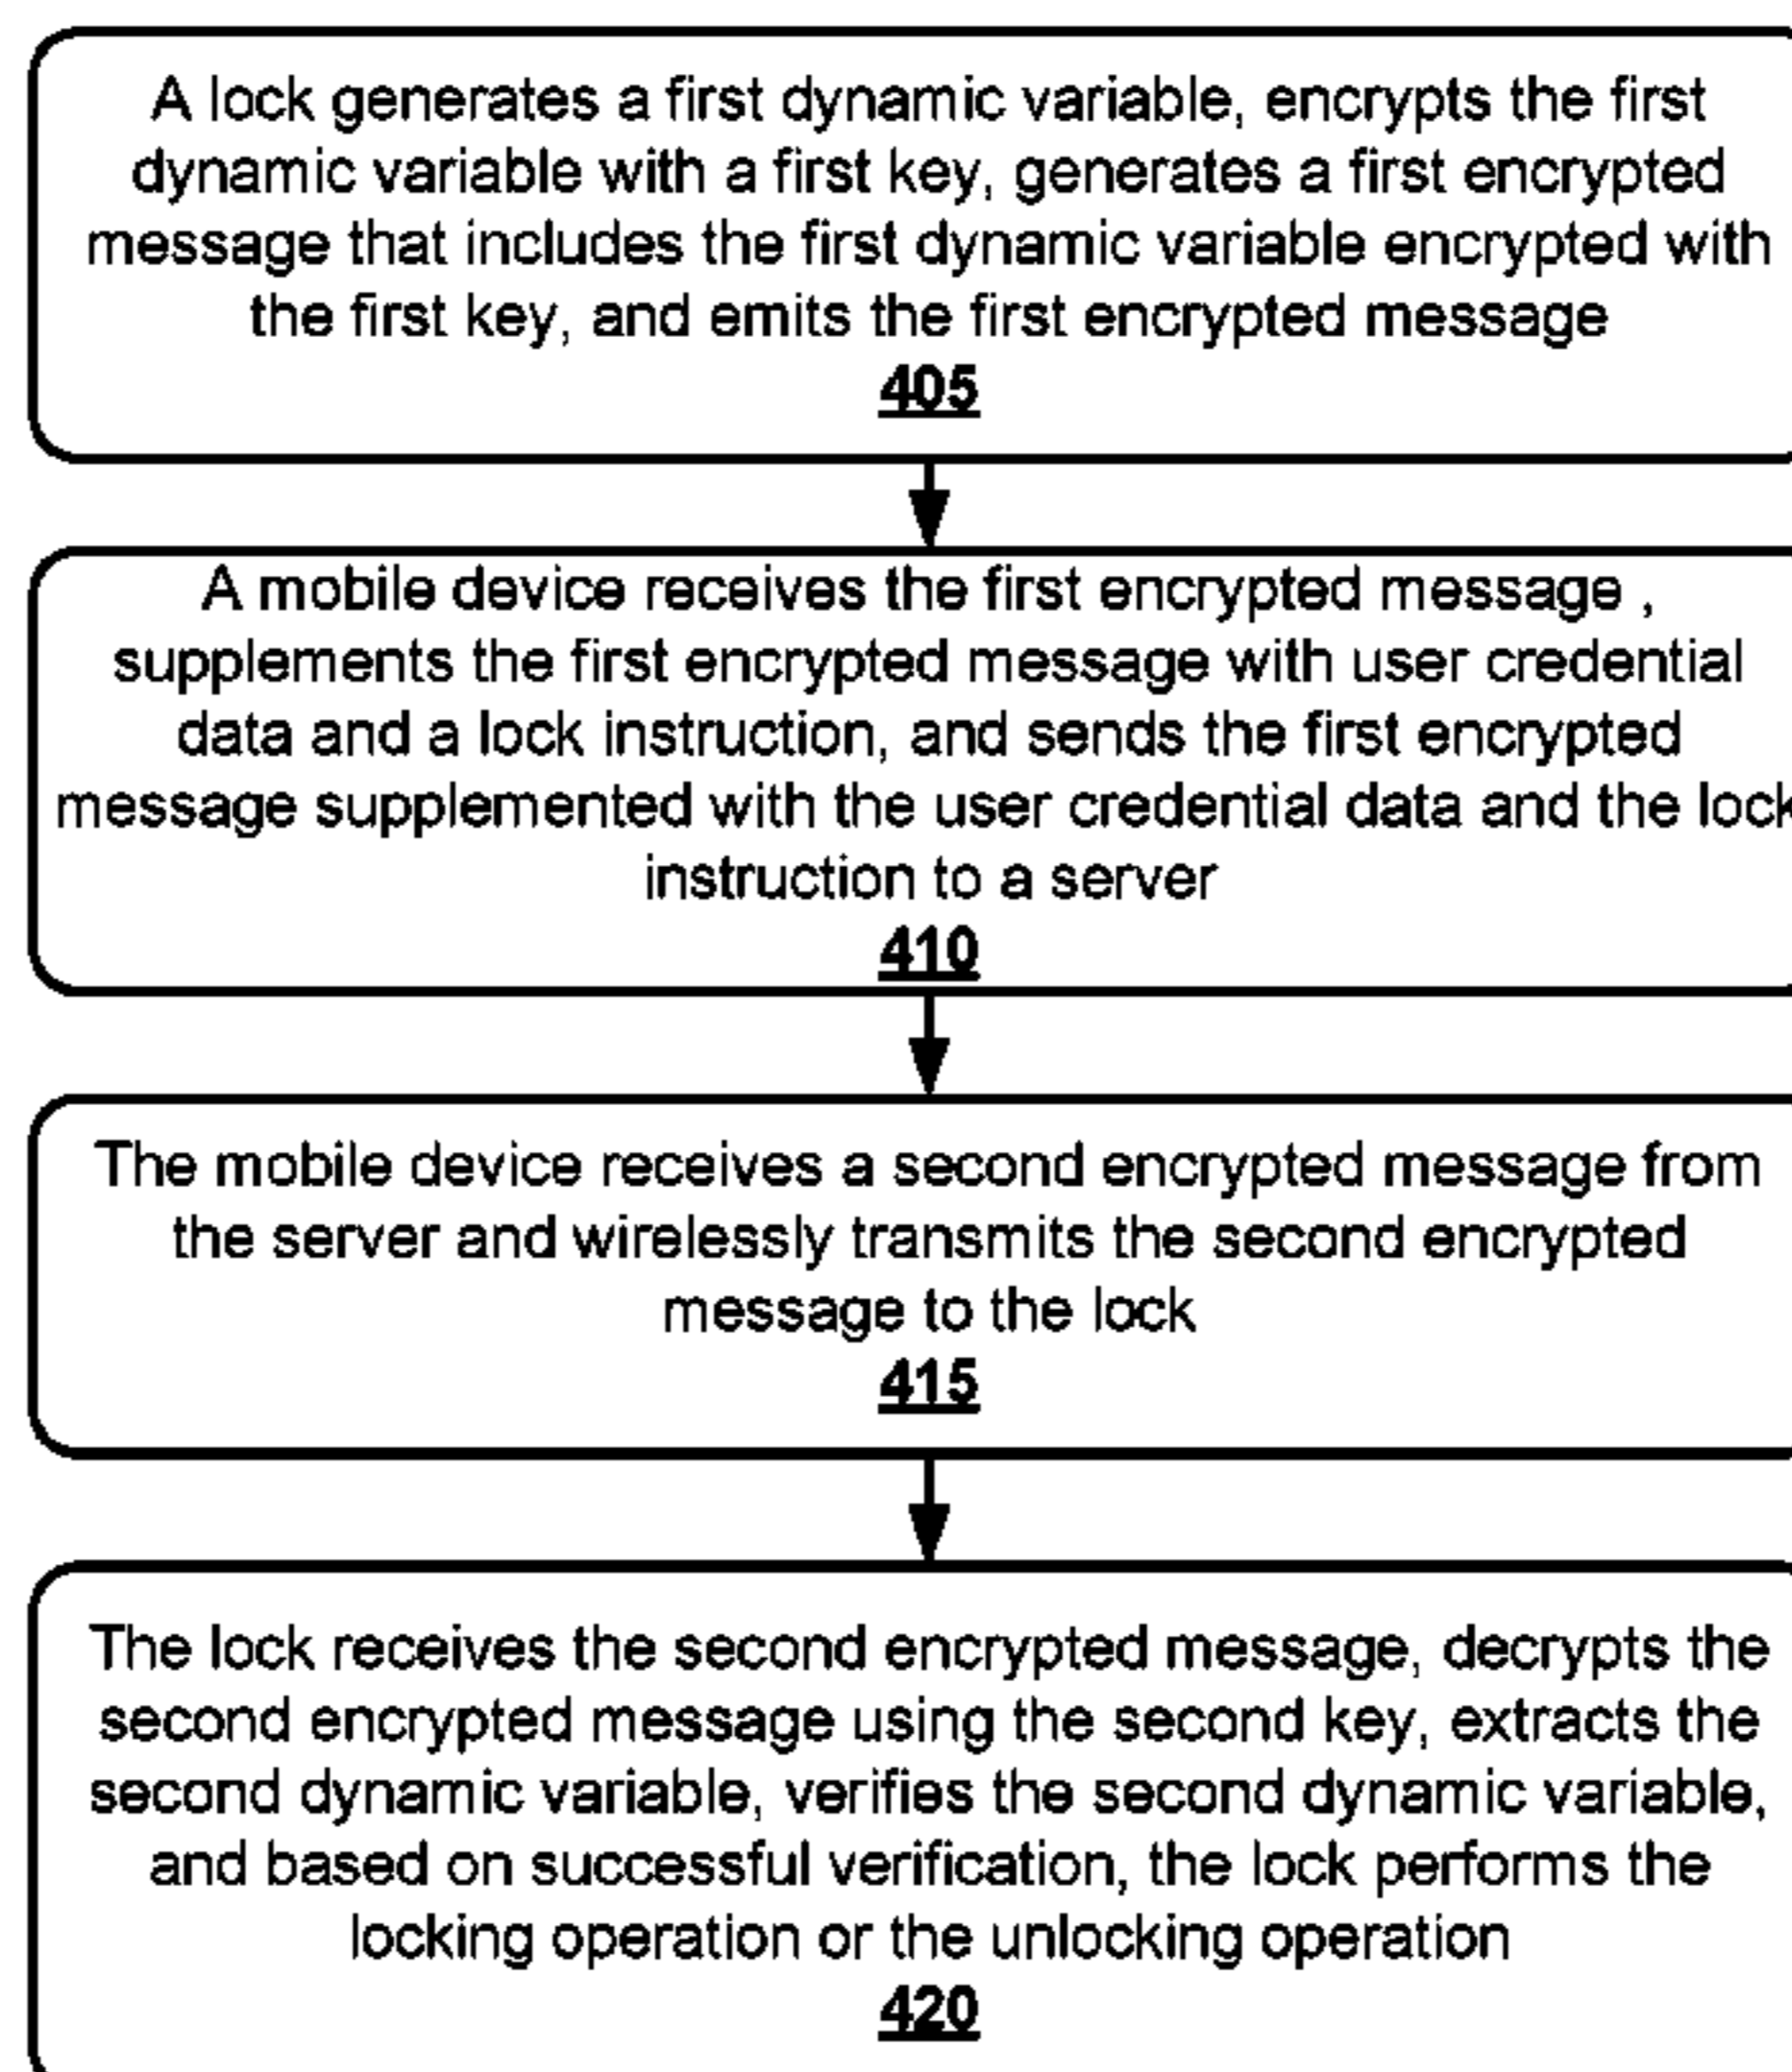 A lock generates a first dynamic variable, encrypts the first
dynamic variable with a first key, generates a first encrypted
message that includes the first dynamic variable encrypted with
the first key, and emits the first encrypted message
405
A mobile device receives the first encrypted message ,
supplements the first encrypted message with user credential
data and a lock instruction, and sends the first encrypted
message supplemented with the user credential data and the lock
instruction to a server
410
The mobile device receives a second encrypted message from
the server and wirelessly transmits the second encrypted
message to the lock
415
The lock receives the second encrypted message, decrypts the
second encrypted message using the second key, extracts the
second dynamic variable, verifies the second dynamic variable,
and based on successful verification, the lock performs the
locking operation or the unlocking operation
420